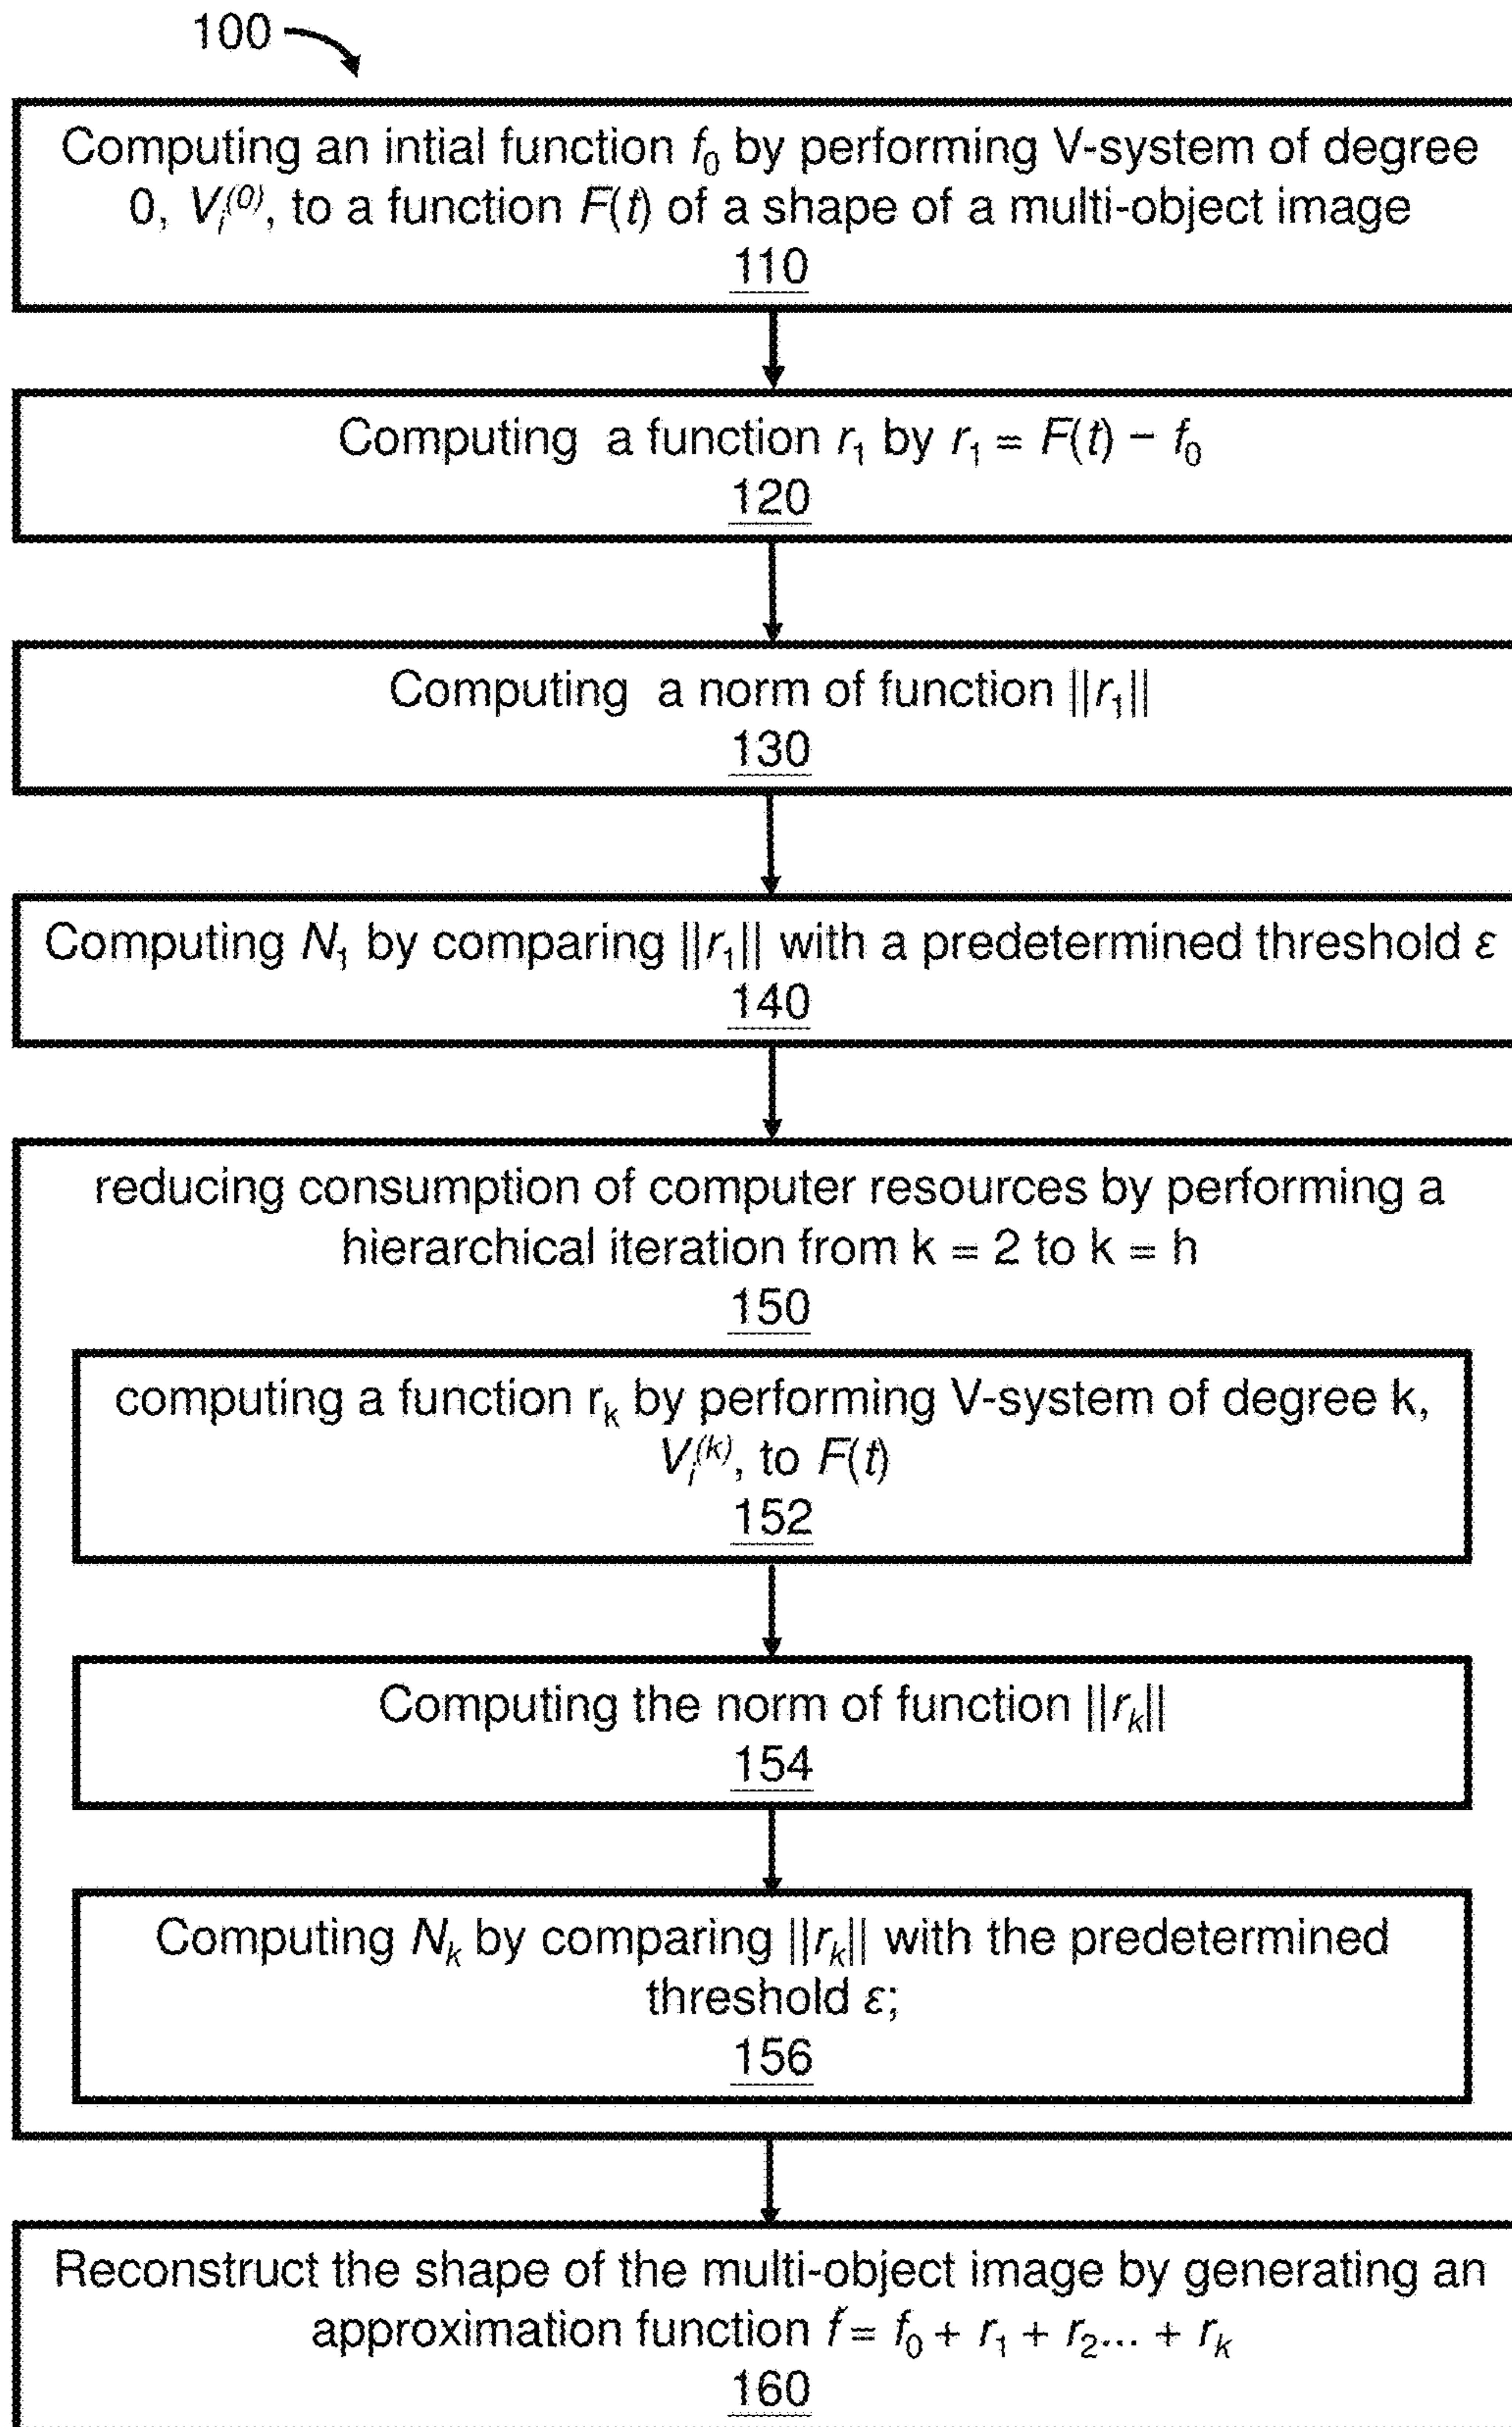 100
Computing an intial function f₀ by performing V-system of degree
0, Vᵢ⁽⁰⁾, to a function F(t) of a shape of a multi-object image
110
Computing a function r₁ by r₁ = F(t) − f₀
120
Computing a norm of function ||r₁||
130
Computing N₁ by comparing ||r₁|| with a predetermined threshold ε
140
reducing consumption of computer resources by performing a
hierarchical iteration from k = 2 to k = h
150
computing a function rₖ by performing V-system of degree k,
Vᵢ⁽ᵏ⁾, to F(t)
152
Computing the norm of function ||rₖ||
154
Computing Nₖ by comparing ||rₖ|| with the predetermined
threshold ε;
156
Reconstruct the shape of the multi-object image by generating an
approximation function f = f₀ + r₁ + r₂... + rₖ
160